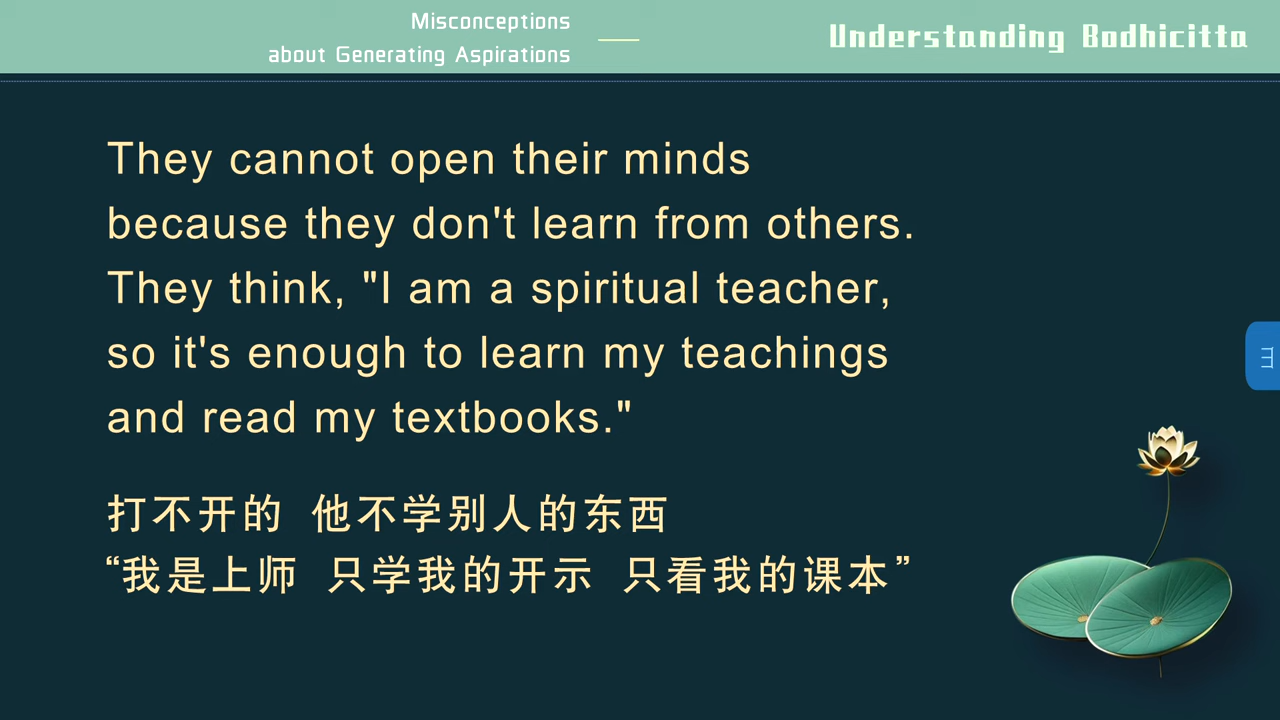 Misconceptions
about Generating Aspirations
Understanding Bodhicitta
They cannot open their minds
because they don't learn from others.
They think, "I am a spiritual teacher,
so it's enough to learn my teachings
and read my textbooks."
打不开的 他不学别人的东西
“我是上师 只学我的开示 只看我的课本”